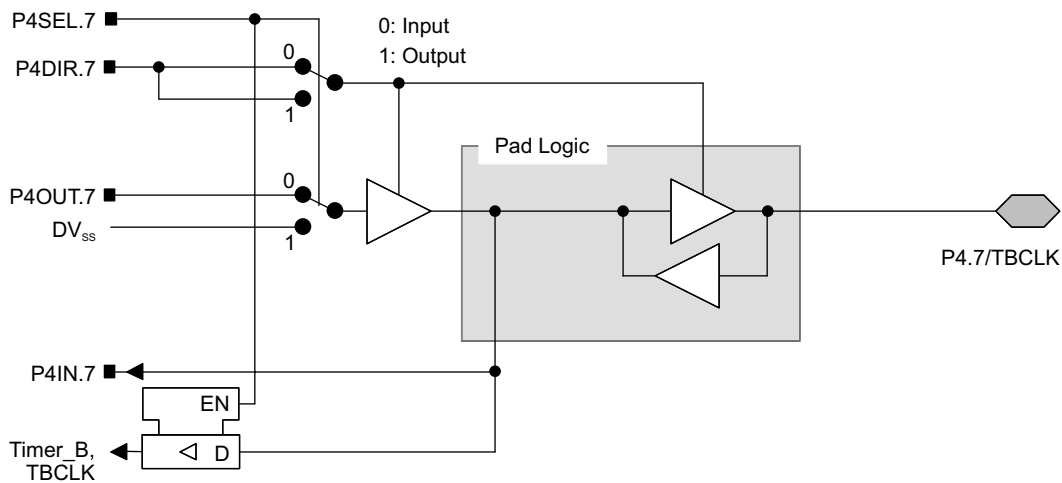 P4SEL.7
0: Input
1: Output
0
P4DIR.7
1
Pad Logic
0
P4OUT.7
DVSS
1
P4.7/TBCLK
P4IN.7
EN
D
Timer_B,
TBCLK